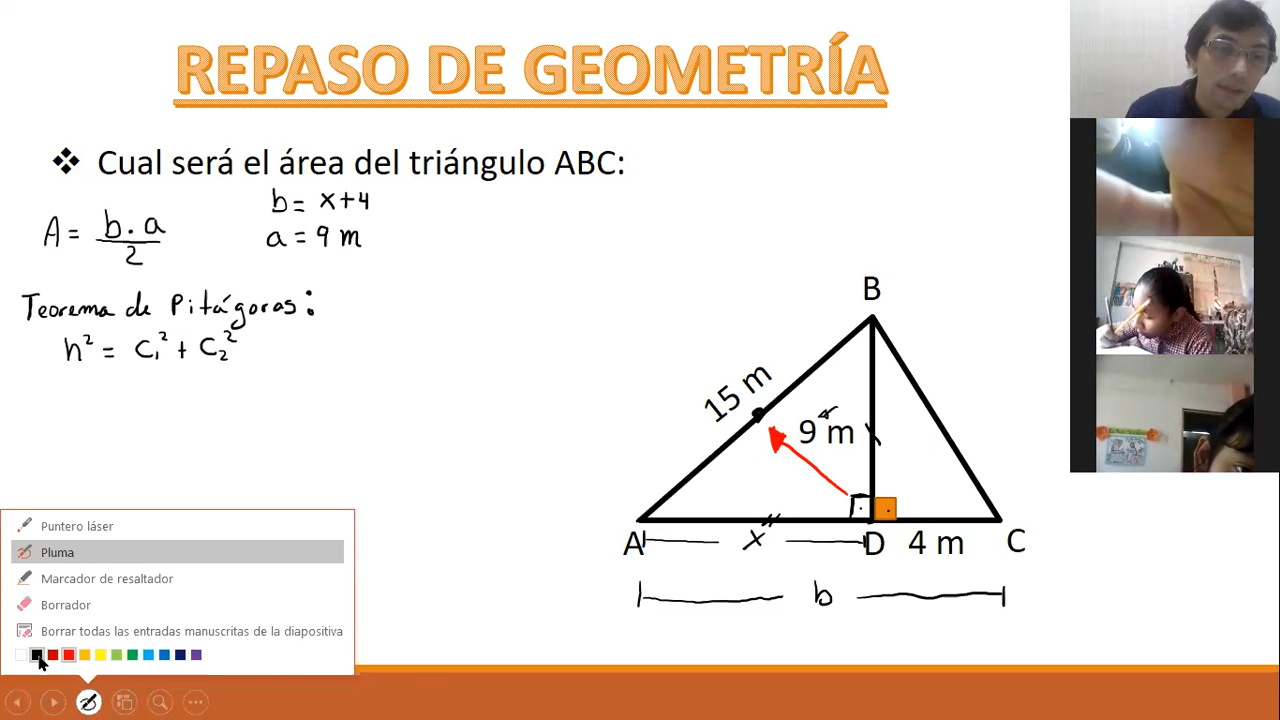 REPASO DE GEOMETRÍA
❖ Cual será el área del triángulo ABC:
A = b . a / 2
b = x+4
a = 9 m
Teorema de Pitágoras:
h² = C₁² + C₂²
B
15 m
9 m
A
x
D
4 m
C
b
Puntero láser
Pluma
Marcador de resaltador
Borrador
Borrar todas las entradas manuscritas de la diapositiva